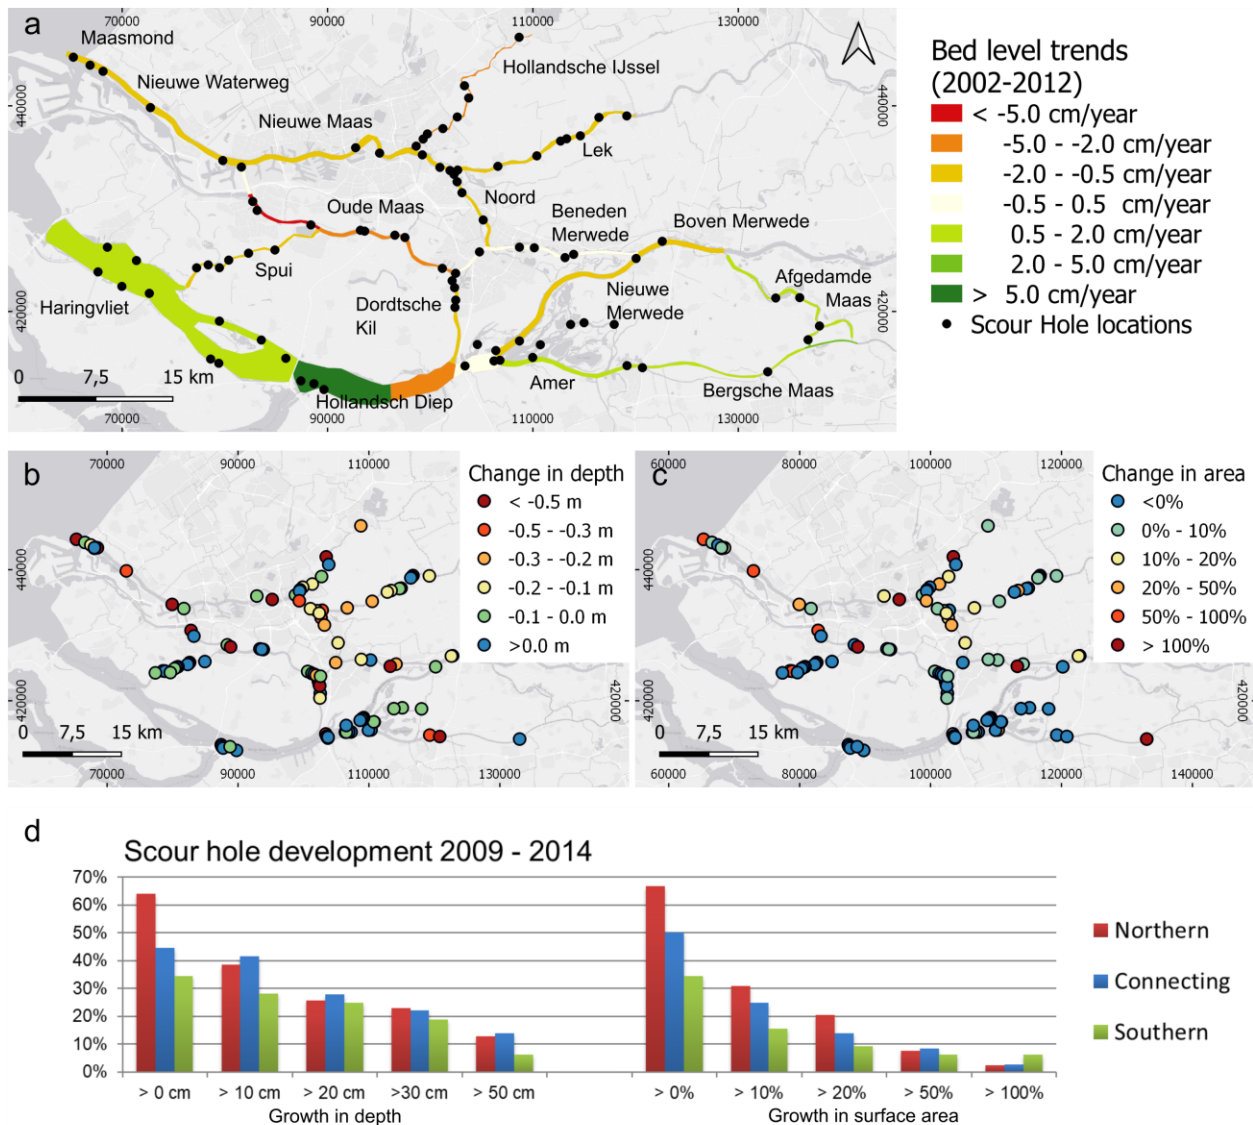 a
70000
90000
110000
130000
Maasmond
Nieuwe Waterweg
Hollandsche IJssel
440000
440000
Nieuwe Maas
Lek
Noord
Oude Maas
Beneden
Merwede
Boven Merwede
Spui
Afgedamde
Maas
Haringvliet
Dordtsche
Kil
Nieuwe
Merwede
420000
420000
0 7,5 15 km
Amer
Bergsche Maas
Hollandsch Diep
70000
90000
110000
130000
Bed level trends
(2002-2012)
< -5.0 cm/year
-5.0 - -2.0 cm/year
-2.0 - -0.5 cm/year
-0.5 - 0.5 cm/year
0.5 - 2.0 cm/year
2.0 - 5.0 cm/year
> 5.0 cm/year
Scour Hole locations
b
70000
90000
110000
Change in depth
< -0.5 m
-0.5 - -0.3 m
-0.3 - -0.2 m
-0.2 - -0.1 m
-0.1 - 0.0 m
>0.0 m
440000
420000
420000
0 7,5 15 km
70000
90000
110000
130000
c
60000
80000
100000
120000
Change in area
<0%
0% - 10%
10% - 20%
20% - 50%
50% - 100%
> 100%
440000
420000
420000
0 7,5 15 km
60000
80000
100000
120000
140000
d
Scour hole development 2009 - 2014
70%
60%
50%
40%
30%
20%
10%
0%
> 0 cm
> 10 cm
> 20 cm
>30 cm
> 50 cm
> 0%
> 10%
> 20%
> 50%
> 100%
Growth in depth
Growth in surface area
Northern
Connecting
Southern